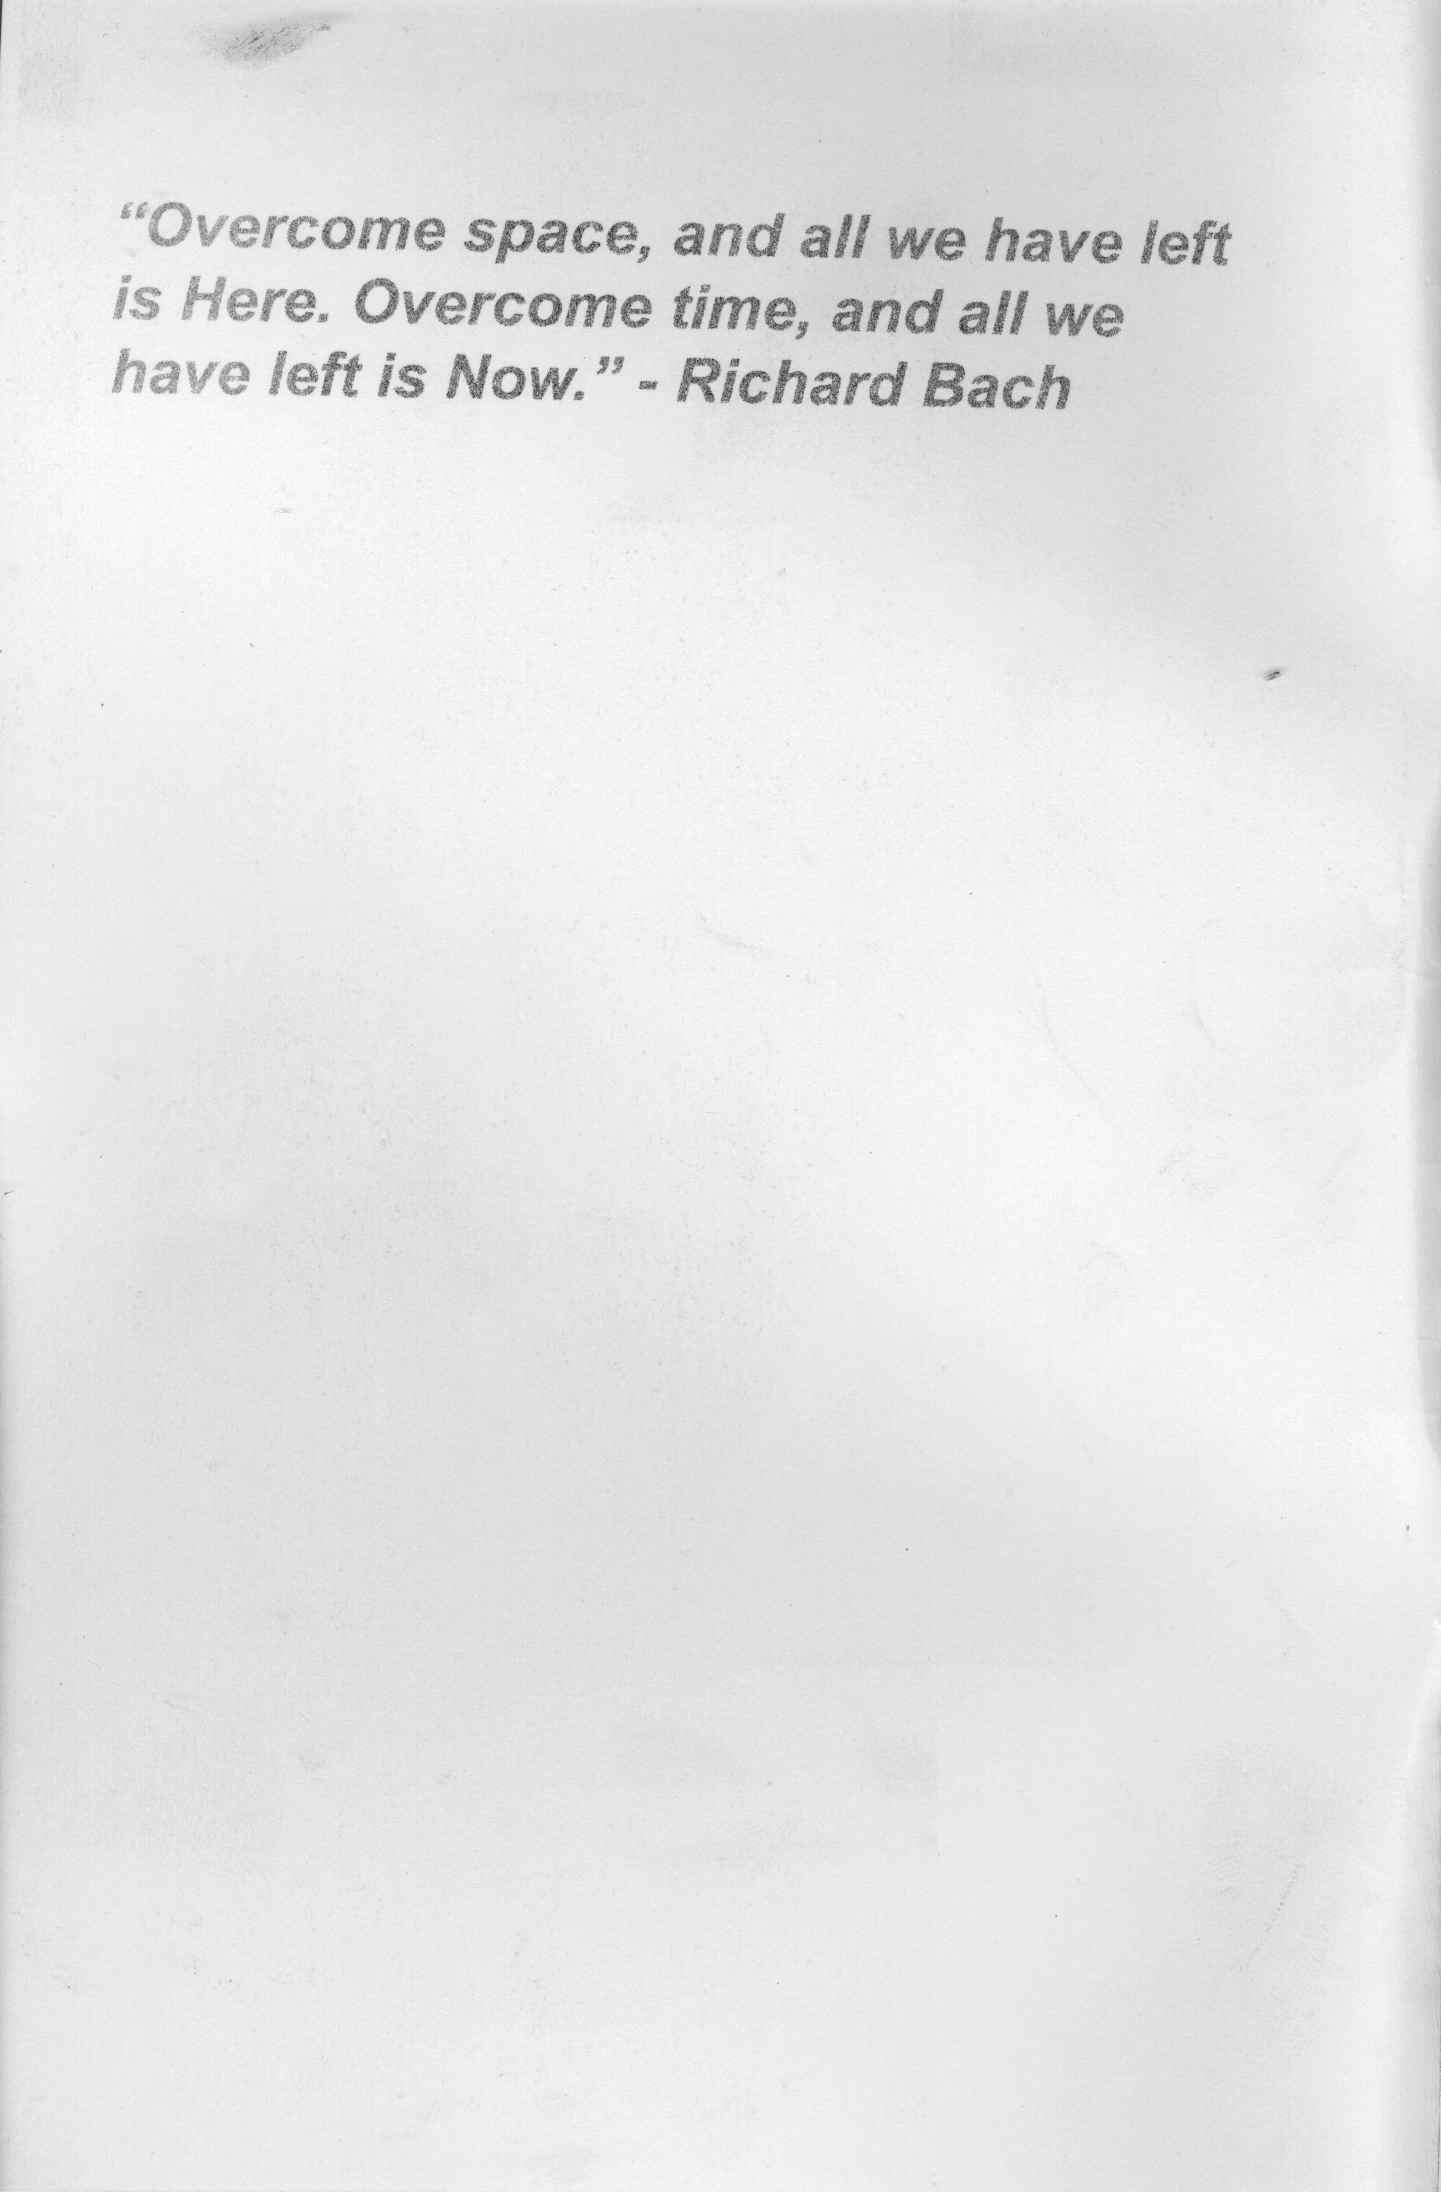 “Overcome space, and all we have left
is Here. Overcome time, and all we
have left is Now.” - Richard Bach